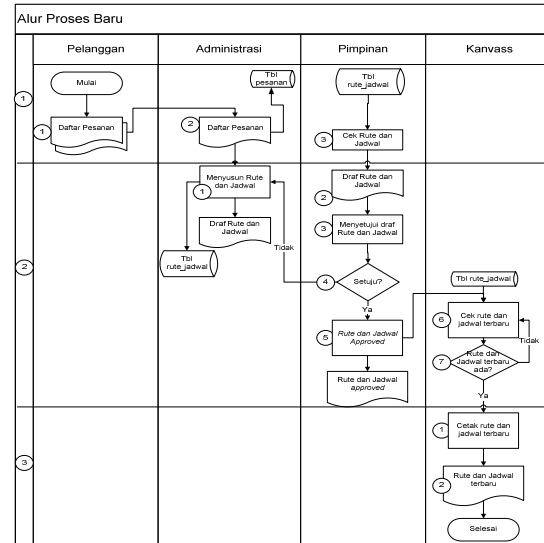 Alur Proses Baru
Pelanggan
Administrasi
Pimpinan
Kanvass
1
Mulai
1
Daftar Pesanan
2
Daftar Pesanan
Tbl
pesanan
Tbl
rute_jadwal
3
Cek Rute dan
Jadwal
2
Menyusun Rute
dan Jadwal
1
Draf Rute dan
Jadwal
Tbl
rute_jadwal
Tidak
Draf Rute dan
Jadwal
2
3
Menyetujui draf
Rute dan Jadwal
4
Setuju?
Ya
5
Rute dan Jadwal
Approved
Rute dan Jadwal
approved
Tbl rute_jadwal
6
Cek rute dan
jadwal terbaru
Tidak
7
Rute dan
Jadwal terbaru
ada?
Ya
3
1
Cetak rute dan
jadwal terbaru
2
Rute dan Jadwal
terbaru
Selesai